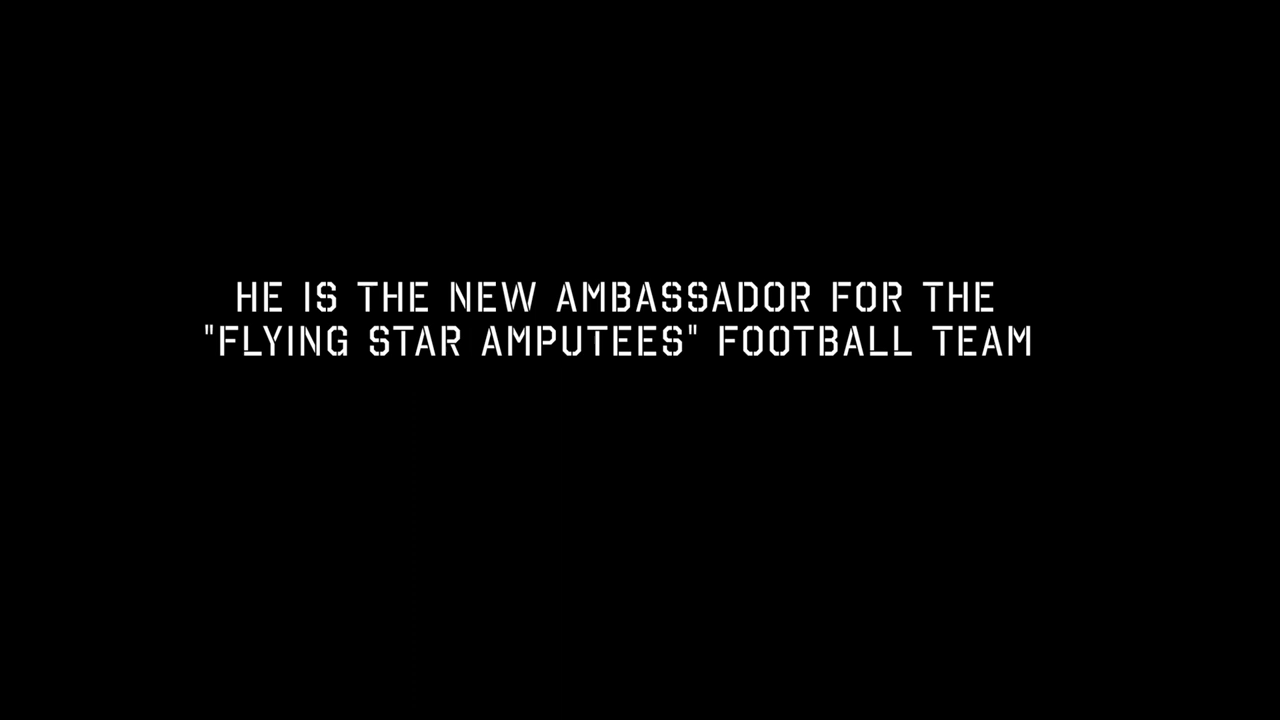 HE IS THE NEW AMBASSADOR FOR THE
"FLYING STAR AMPUTEES" FOOTBALL TEAM